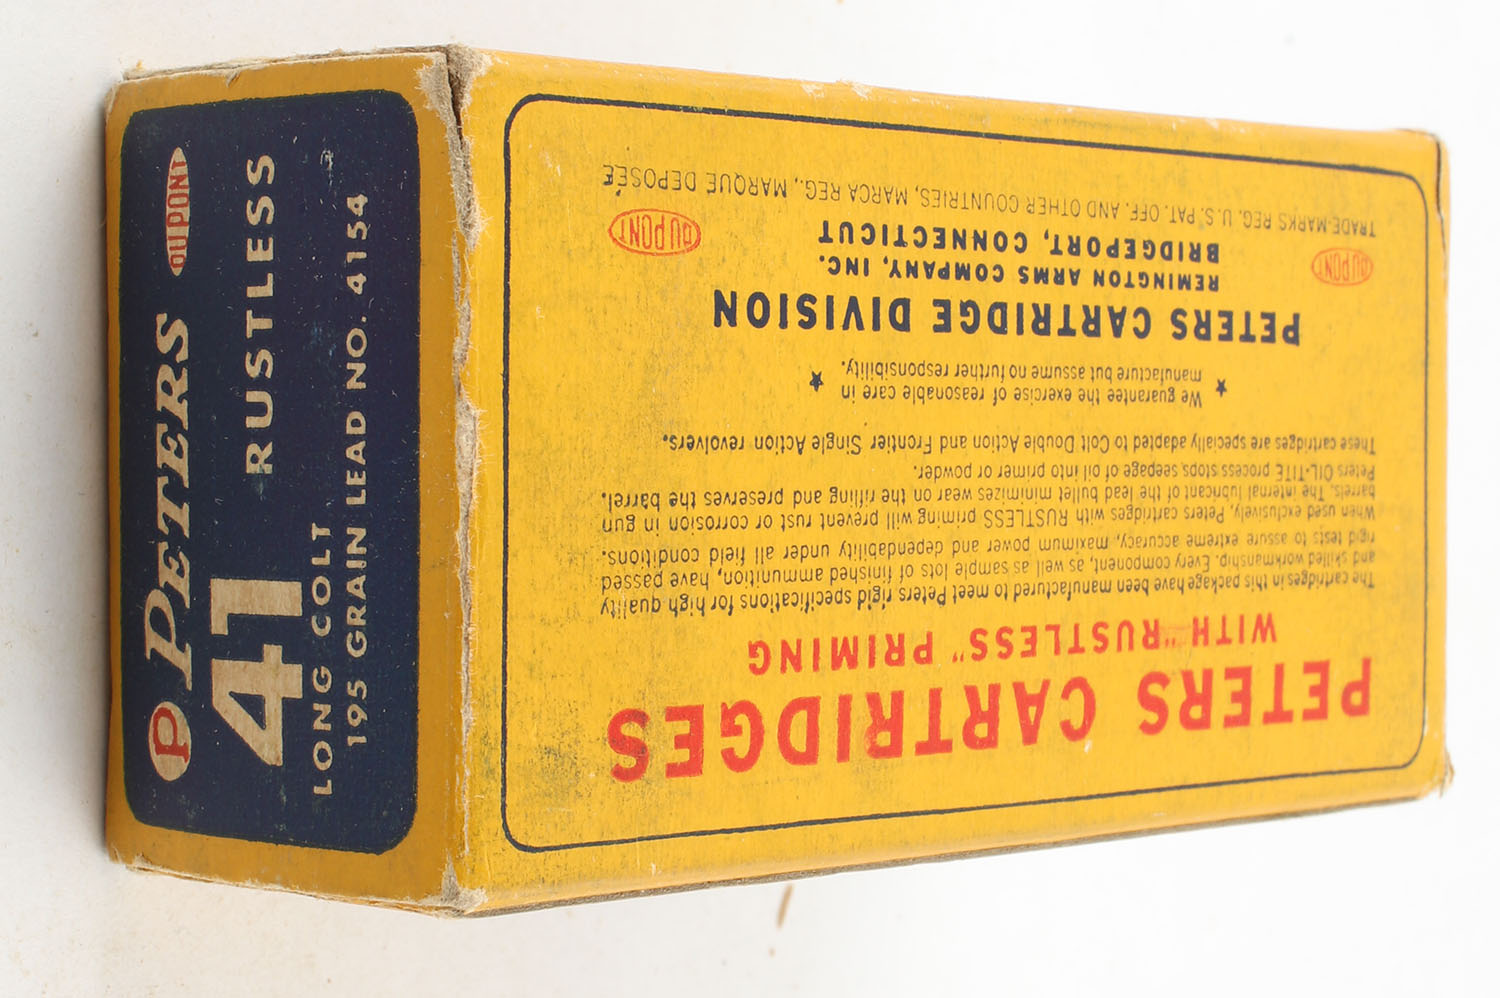 P PETERS DUPONT
41 RUSTLESS
LONG COLT
195 GRAIN LEAD NO. 4154
PETERS CARTRIDGES
WITH "RUSTLESS" PRIMING
The cartridges in this package have been manufactured to meet Peters rigid specifications for high quality
and skilled workmanship. Every component, as well as sample lots of finished ammunition, have passed
rigid tests to assure extreme accuracy, maximum power and dependability under all field conditions.
When used exclusively, Peters cartridges with RUSTLESS priming will prevent rust or corrosion in gun
barrels. The internal lubricant of the lead bullet minimizes wear on the rifling and preserves the barrel.
Peters OIL-TITE process stops seepage of oil into primer or powder.
These cartridges are specially adapted to Colt Double Action and Frontier Single Action revolvers.
★ We guarantee the exercise of reasonable care in ★
manufacture but assume no further responsibility.
PETERS CARTRIDGE DIVISION
REMINGTON ARMS COMPANY, INC.
DUPONT BRIDGEPORT, CONNECTICUT DUPONT
TRADE-MARKS REG. U.S. PAT. OFF. AND OTHER COUNTRIES, MARCA REG., MARQUE DEPOSÉE